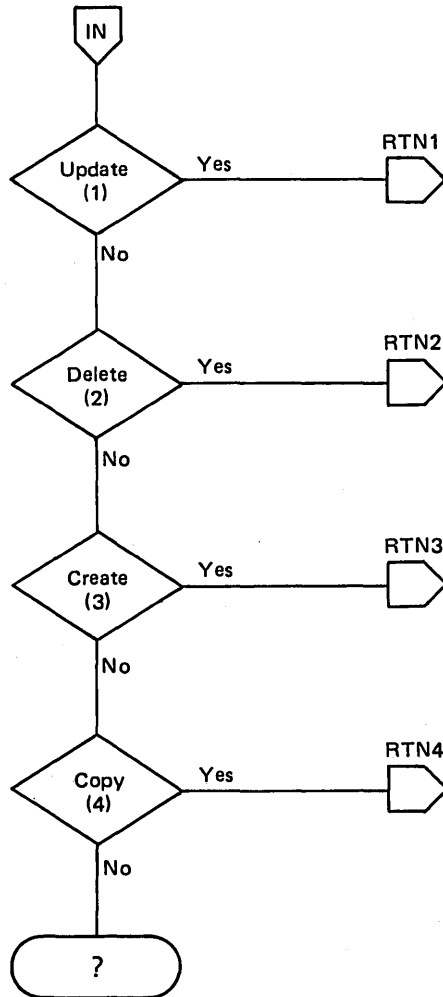 IN
RTN1
Update
(1)
Yes
No
RTN2
Delete
(2)
Yes
No
RTN3
Create
(3)
Yes
No
RTN4
Copy
(4)
Yes
No
?